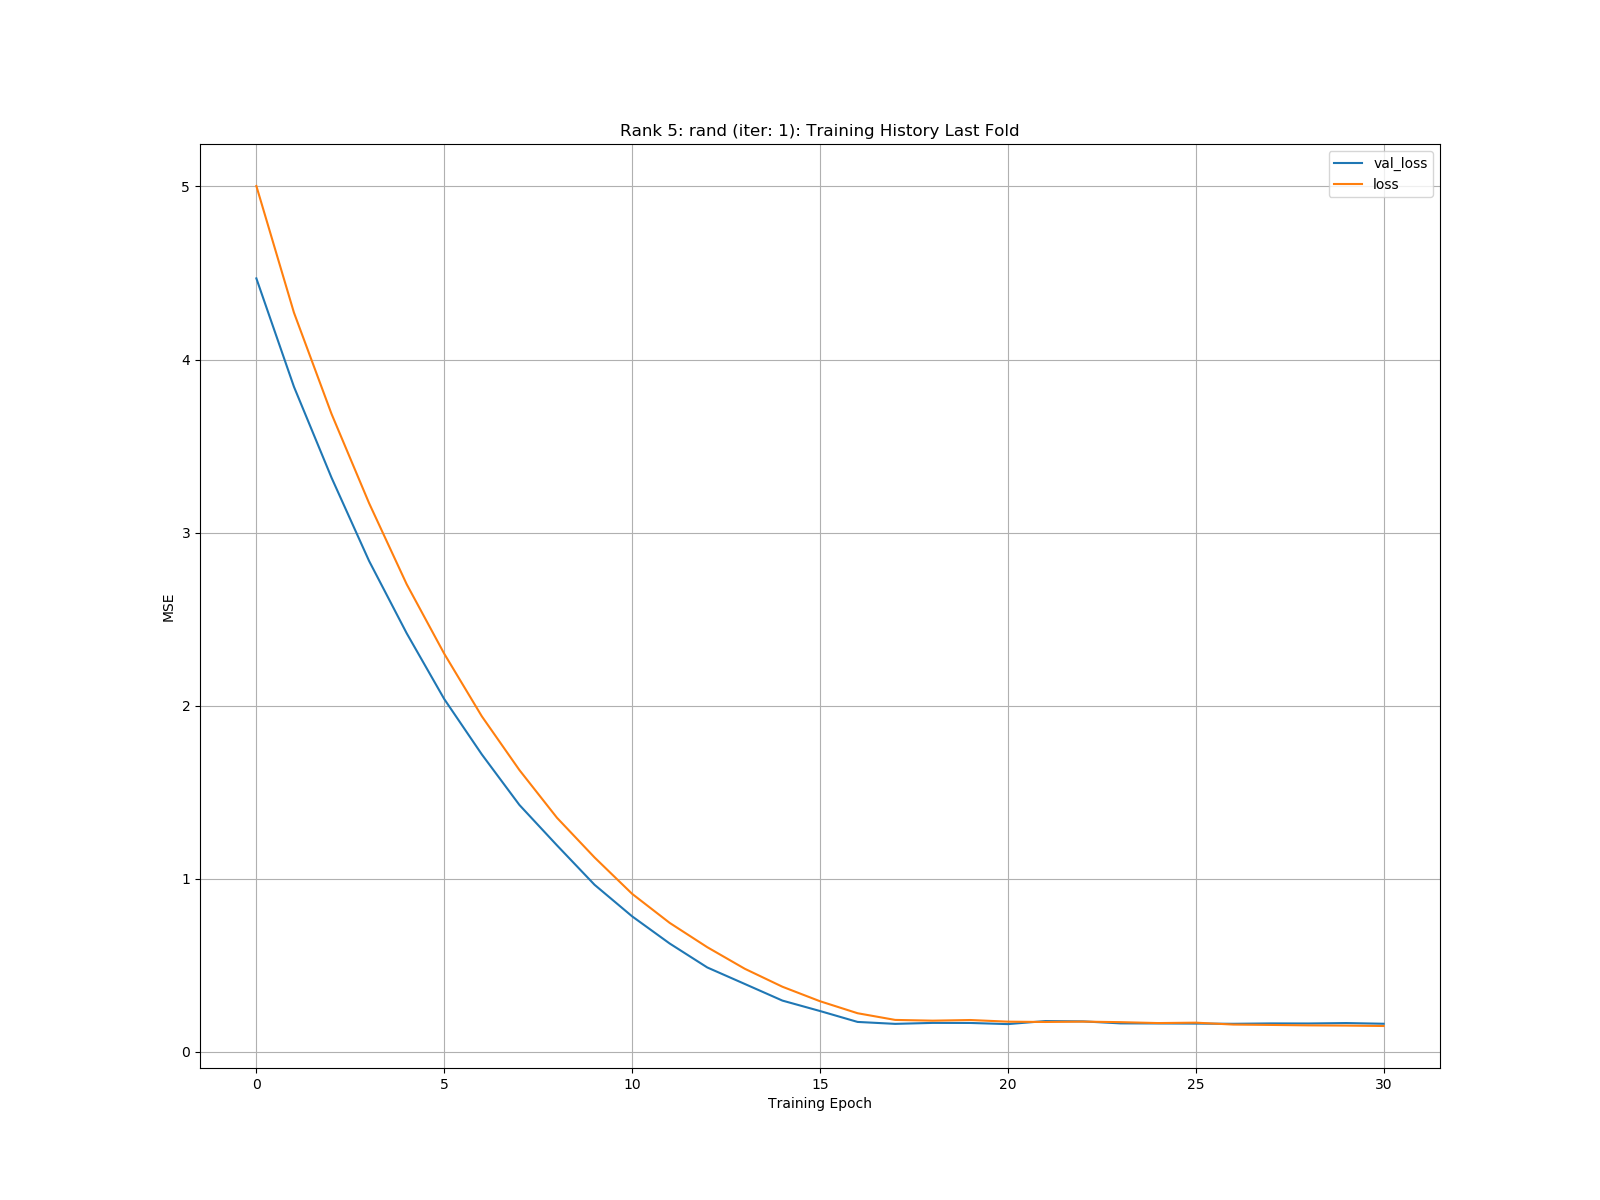 Rank 5: rand (iter: 1): Training History Last Fold
val_loss
loss
5
4
3
2
1
0
MSE
0 5 10 15 20 25 30
Training Epoch